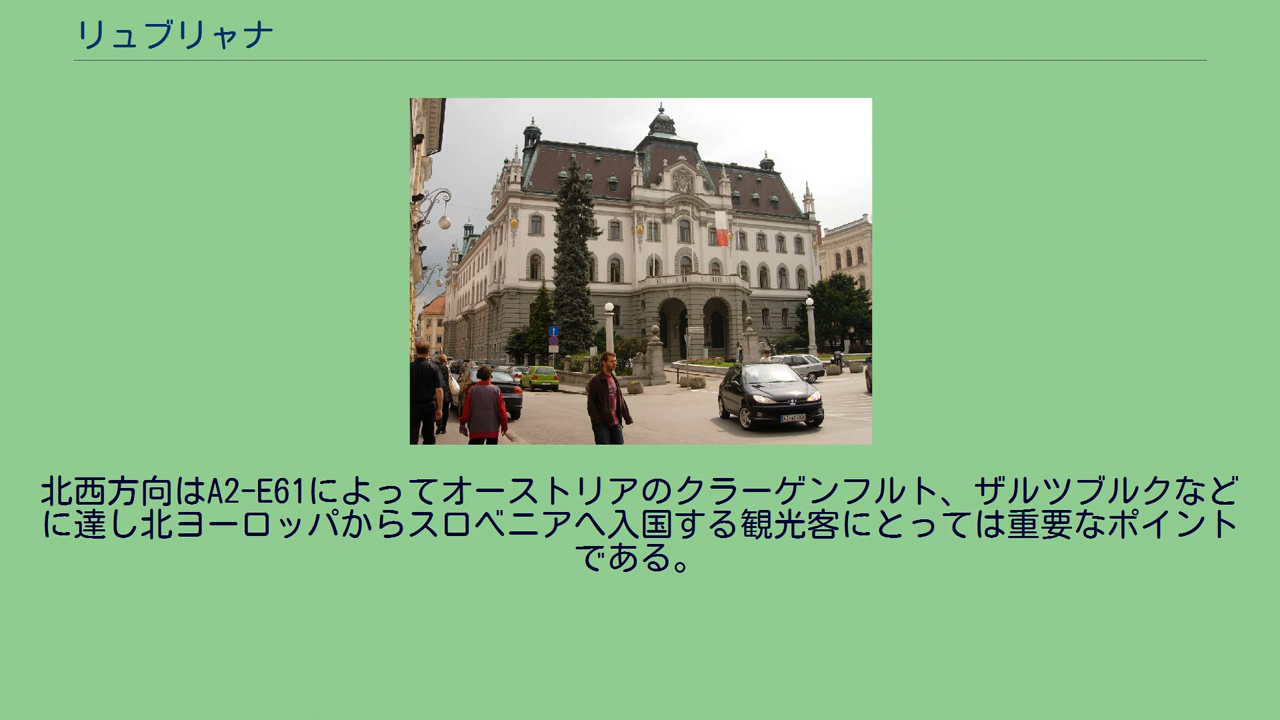 リュブリャナ
北西方向はA2-E61によってオーストリアのクラーゲンフルト、ザルツブルクなど
に達し北ヨーロッパからスロベニアへ入国する観光客にとっては重要なポイント
である。